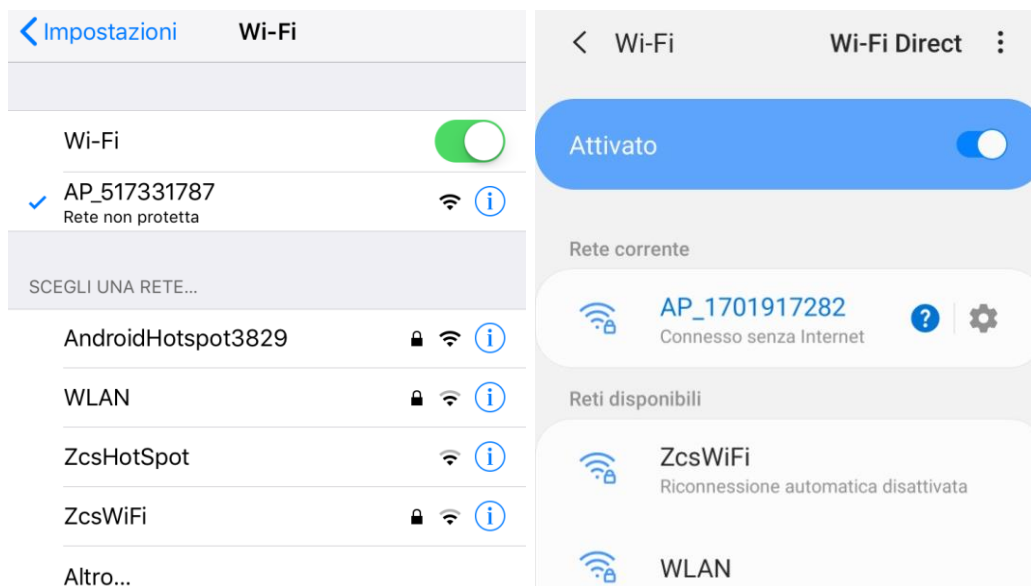 Impostazioni Wi-Fi
Wi-Fi
AP_517331787
Rete non protetta
SCEGLI UNA RETE...
AndroidHotspot3829
WLAN
ZcsHotSpot
ZcsWiFi
Altro...
Wi-Fi Wi-Fi Direct
Attivato
Rete corrente
AP_1701917282
Connesso senza Internet
Reti disponibili
ZcsWiFi
Riconnessione automatica disattivata
WLAN